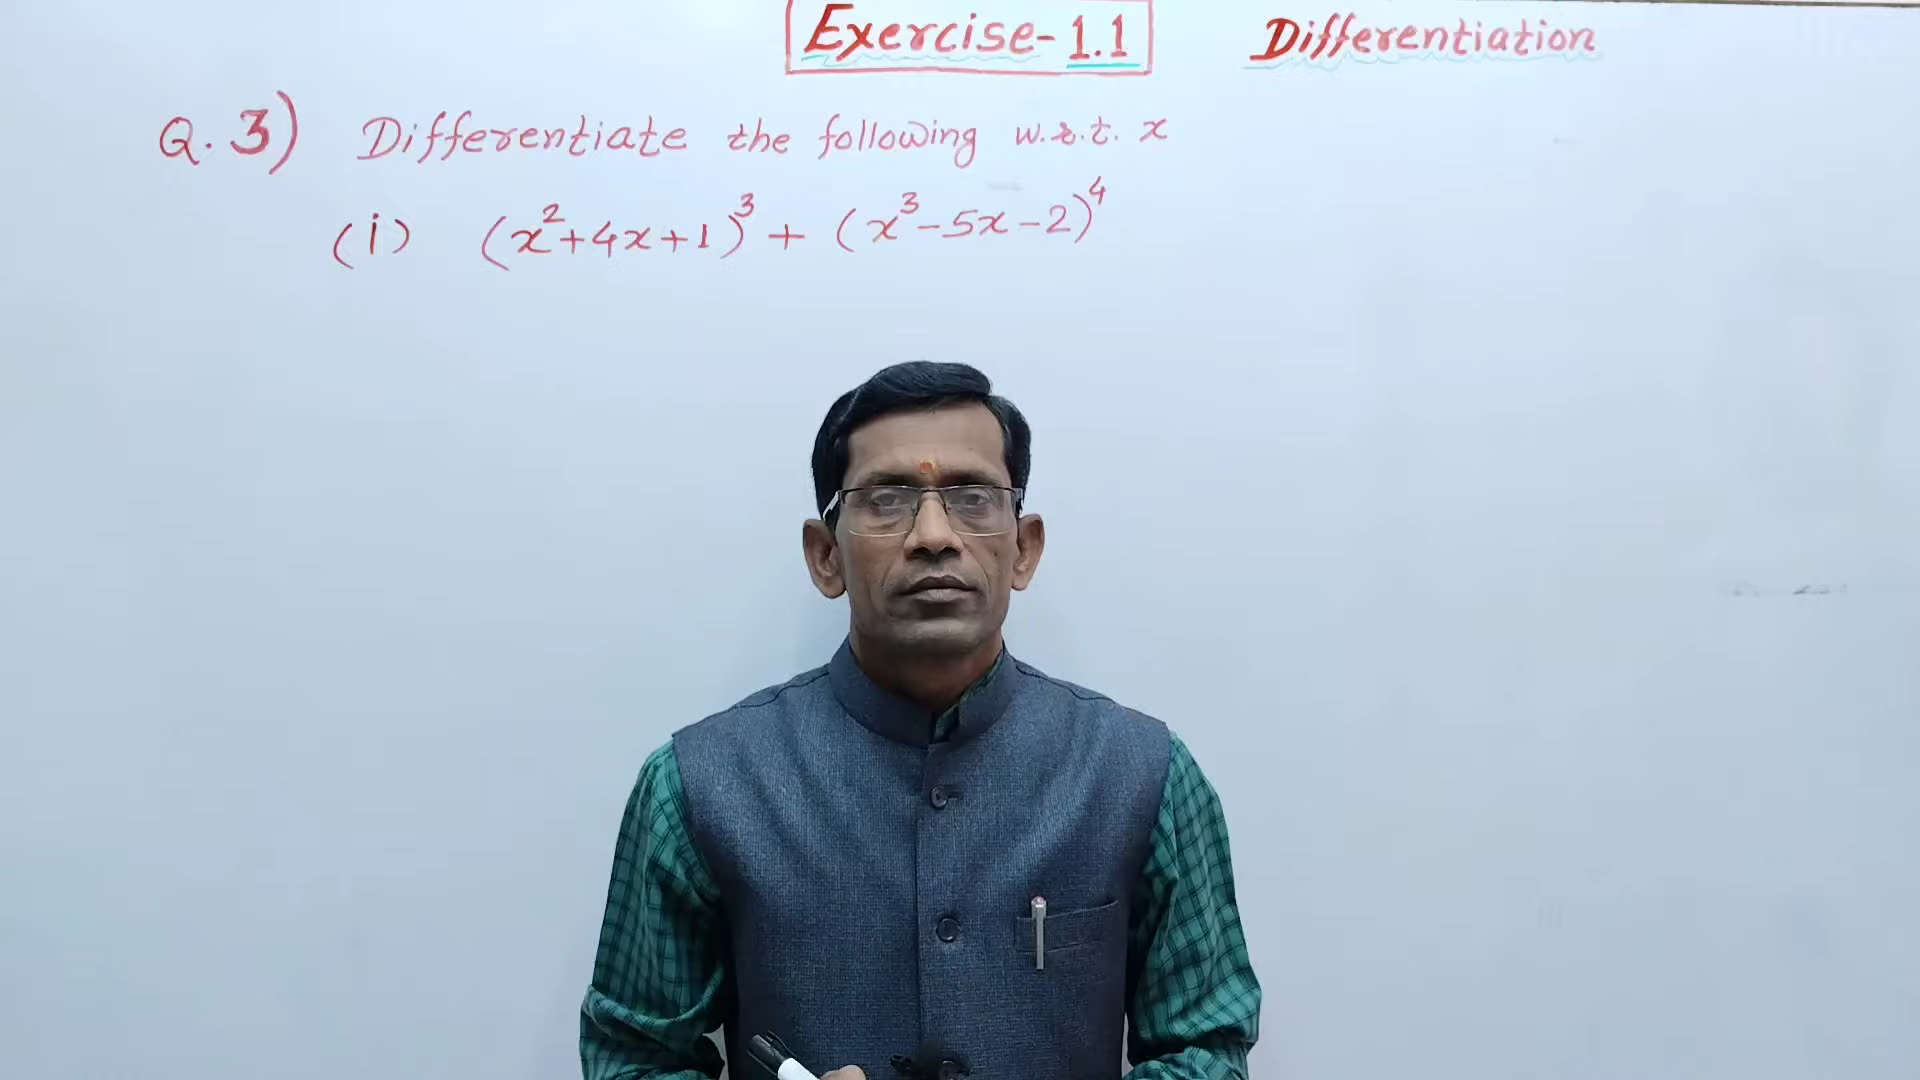 Exercise-1.1 Differentiation
Q. 3) Differentiate the following w.r.t. x
(i) (x²+4x+1)³ + (x³-5x-2)⁴